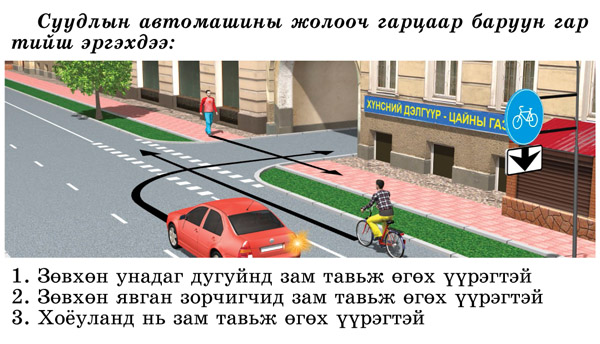 Суудлын автомашины жолооч гарцаар баруун гар
тийш эргэхдээ:
ХҮНСНИЙ ДЭЛГҮҮР - ЦАЙНЫ ГАЗ
1. Зөвхөн унадаг дугуйнд зам тавьж өгөх үүрэгтэй
2. Зөвхөн явган зорчигчид зам тавьж өгөх үүрэгтэй
3. Хоёуланд нь зам тавьж өгөх үүрэгтэй